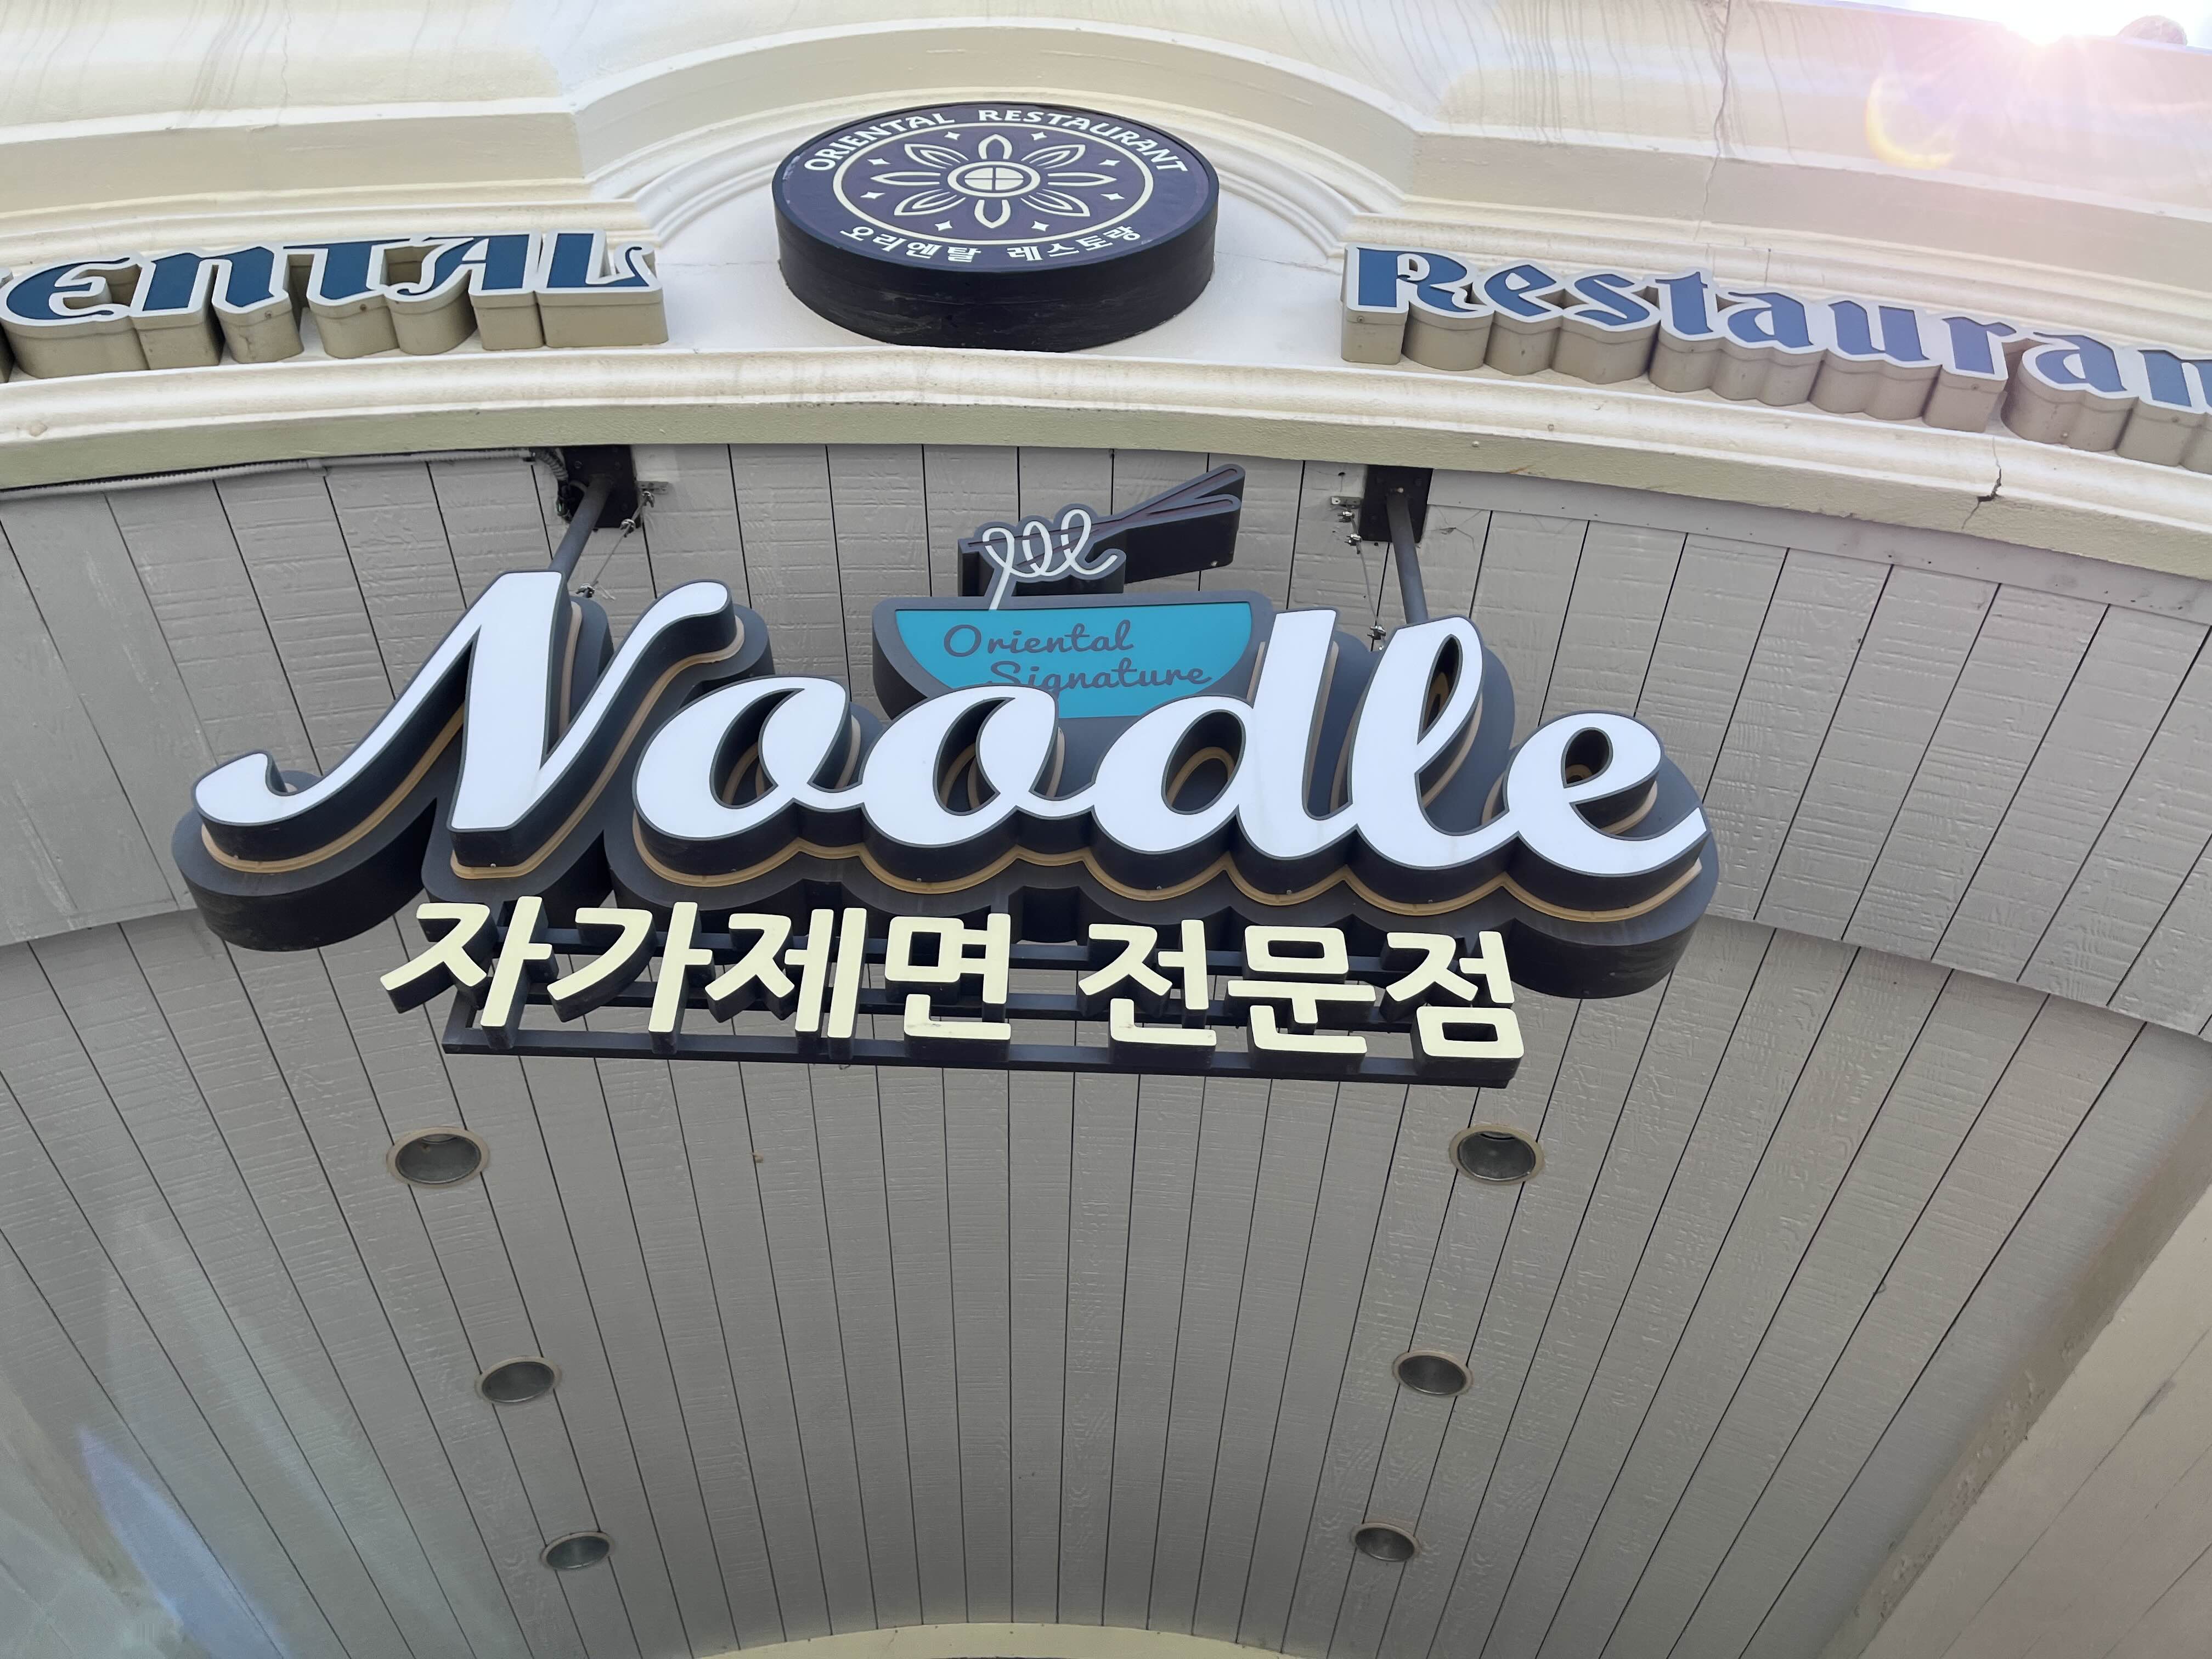 ORIENTAL RESTAURANT
오리엔탈 레스토랑
ENTAL Restauran
Oriental
Signature
Noodle
자가제면 전문점